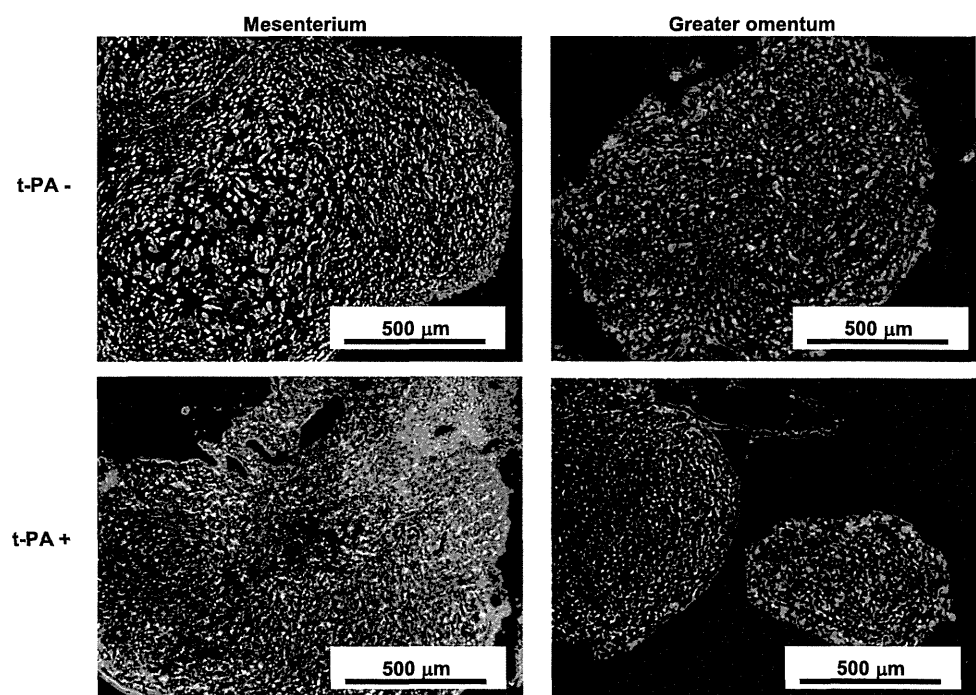 Mesenterium Greater omentum
t-PA -
500 µm 500 µm
t-PA +
500 µm 500 µm